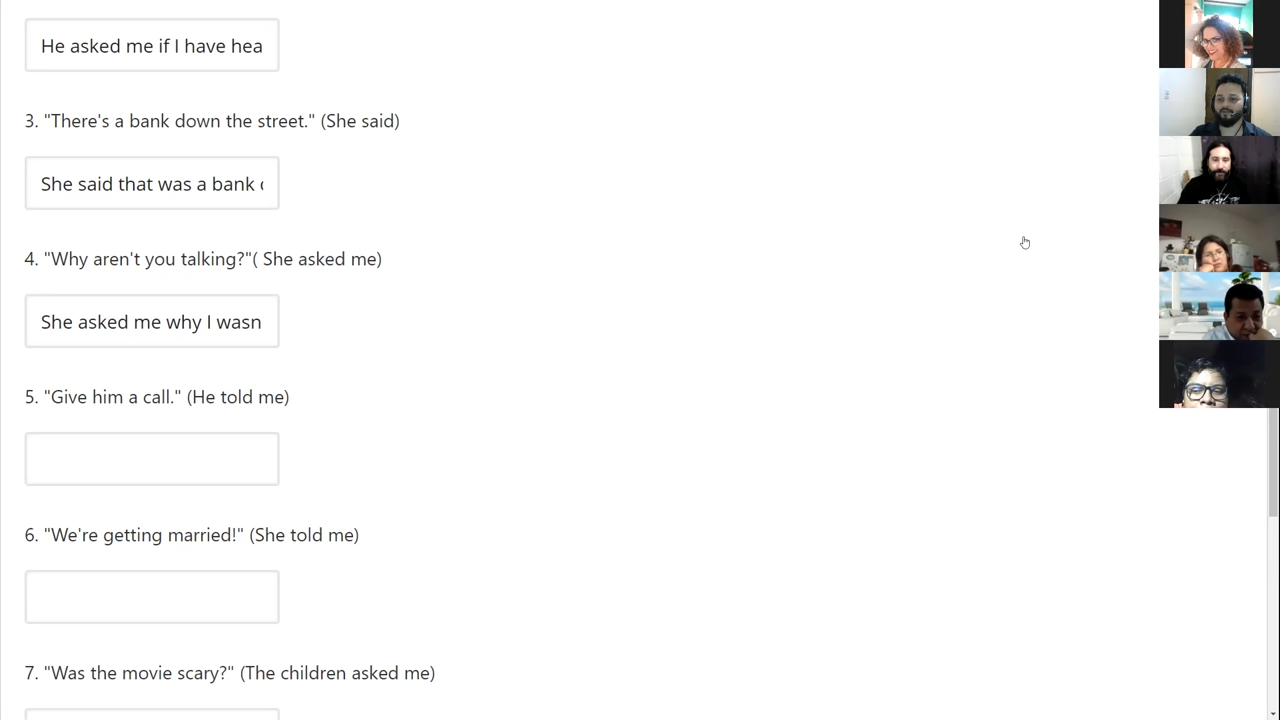 He asked me if I have hea
3. "There's a bank down the street." (She said)
She said that was a bank
4. "Why aren't you talking?"( She asked me)
She asked me why I wasn
5. "Give him a call." (He told me)
6. "We're getting married!" (She told me)
7. "Was the movie scary?" (The children asked me)